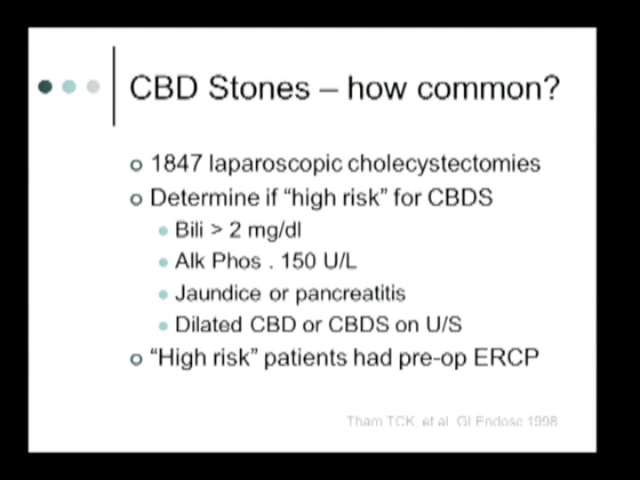 CBD Stones – how common?
1847 laparoscopic cholecystectomies
Determine if “high risk” for CBDS
Bili > 2 mg/dl
Alk Phos . 150 U/L
Jaundice or pancreatitis
Dilated CBD or CBDS on U/S
“High risk” patients had pre-op ERCP
Tham TCK, et al GI Endosc 1998